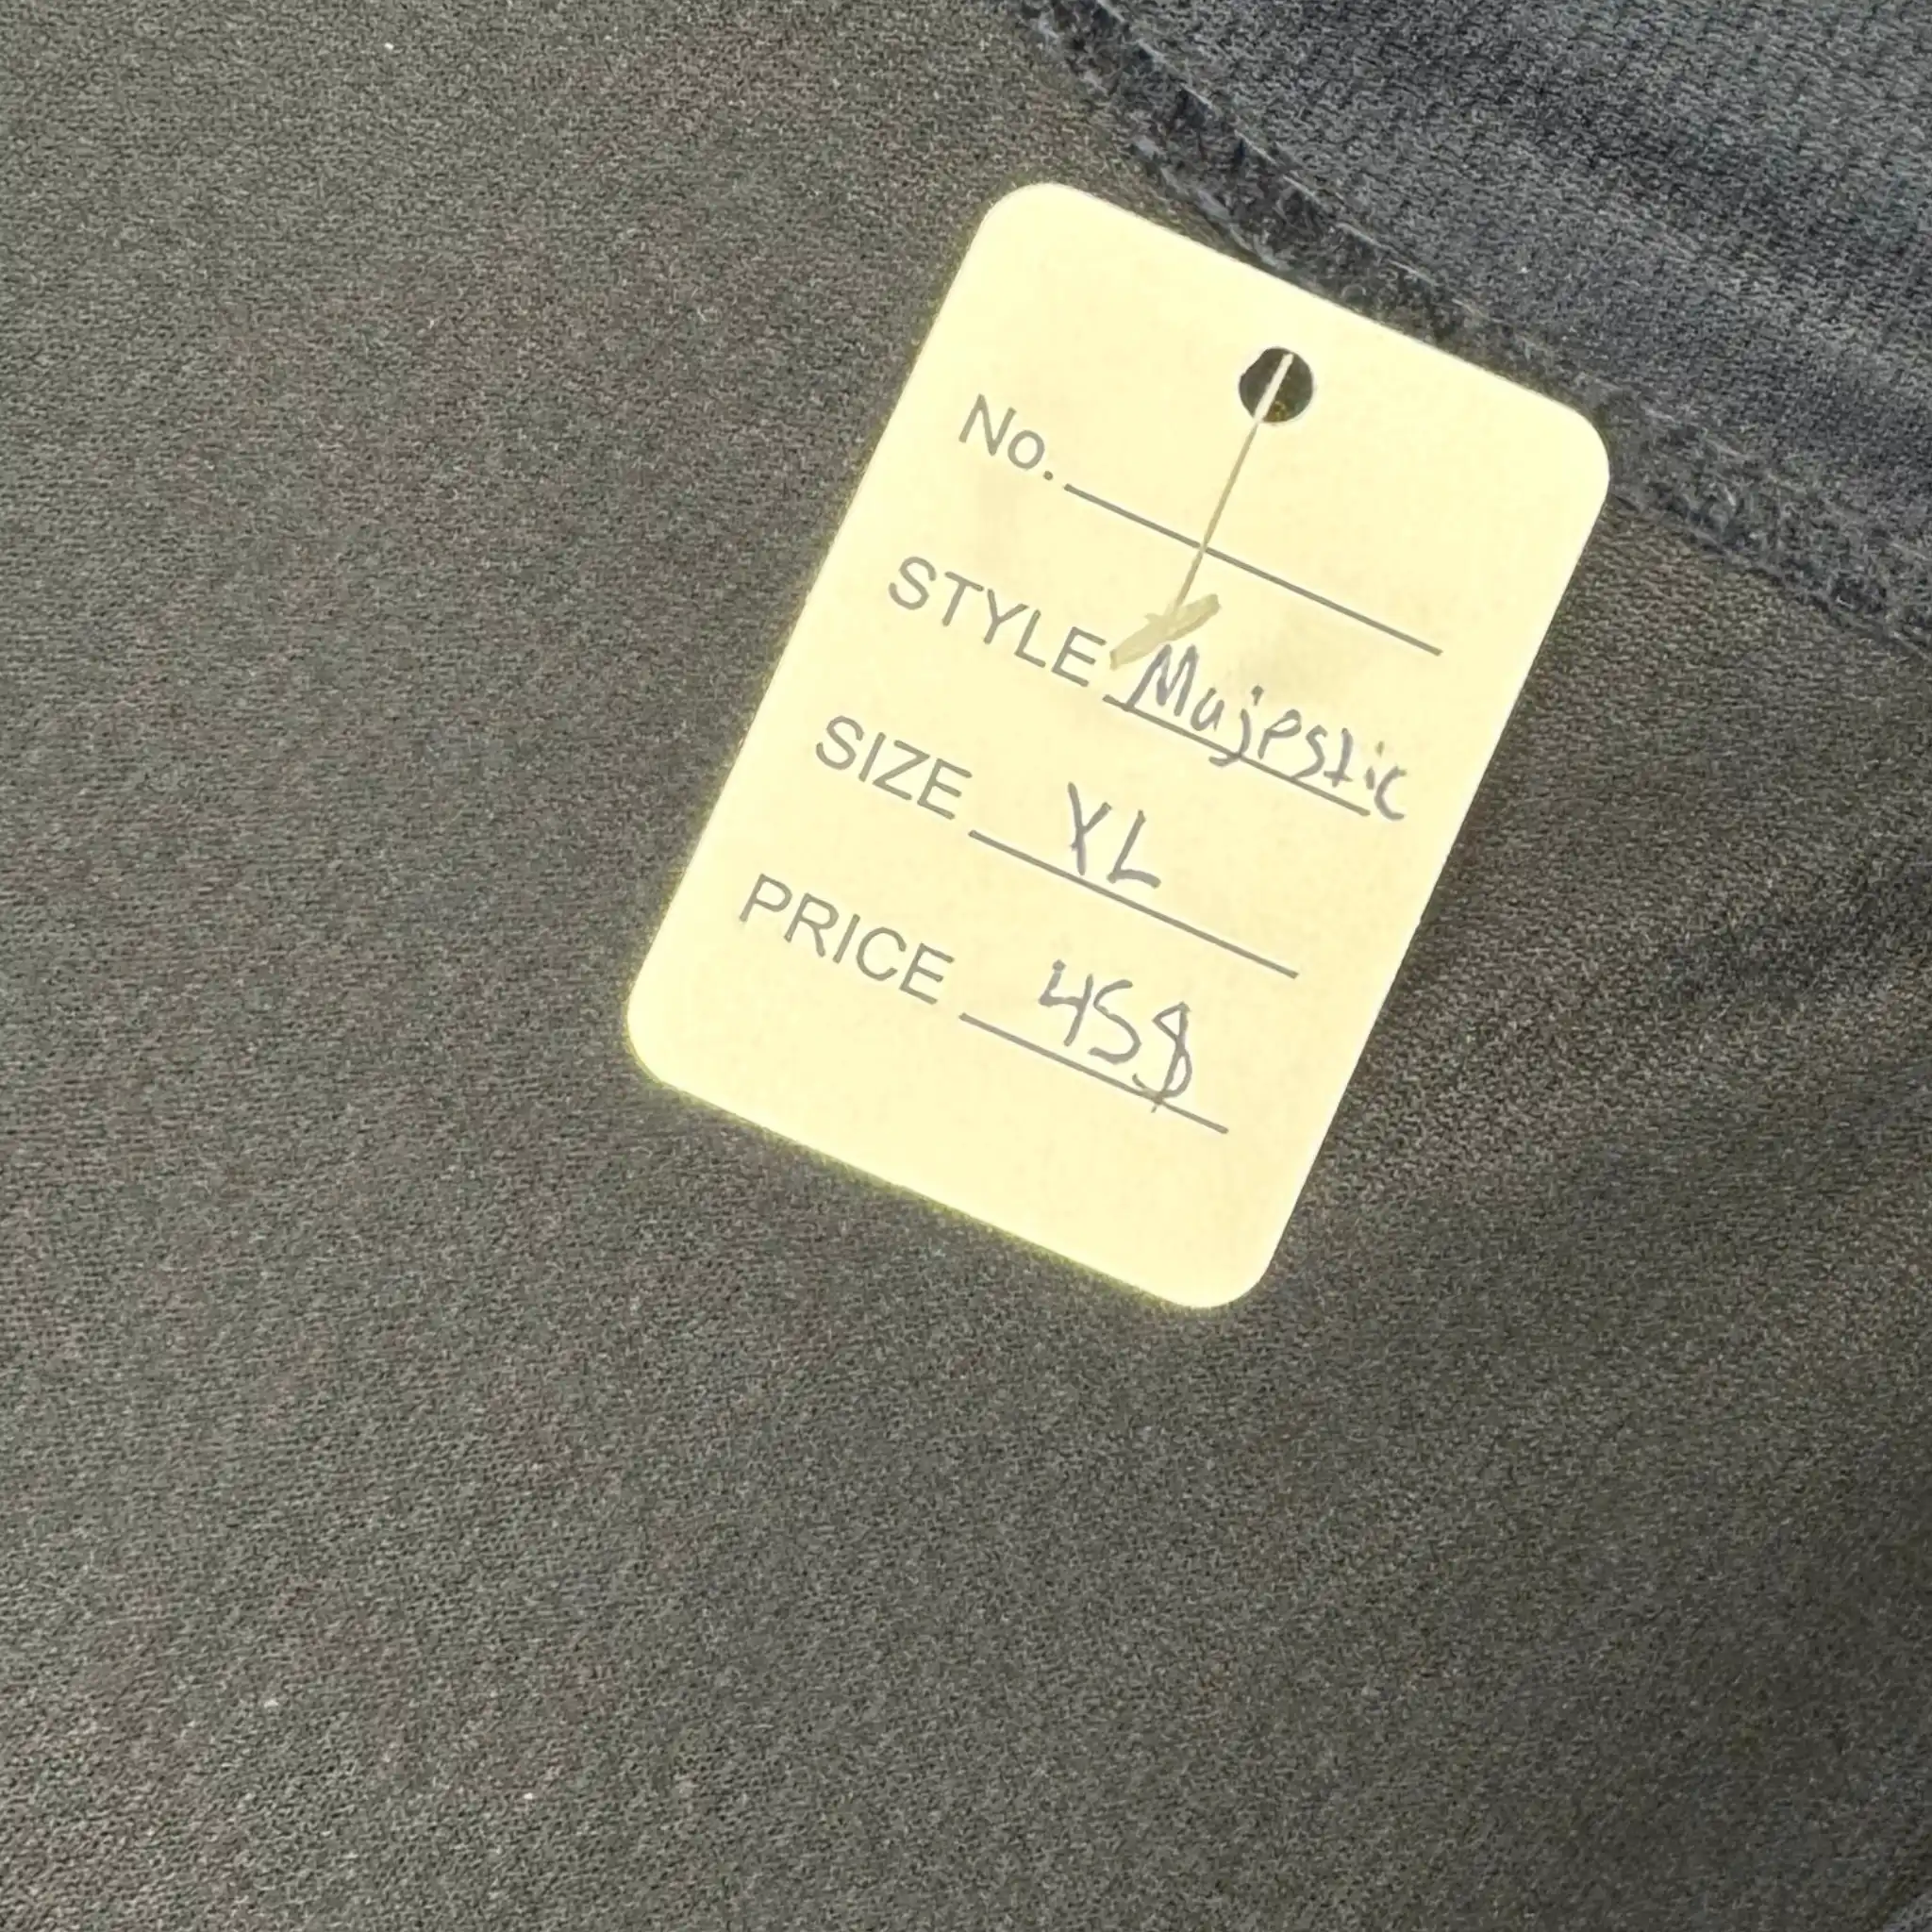 No.
STYLE Majestic
SIZE XL
PRICE 45$